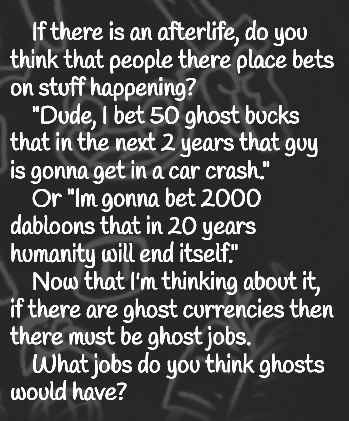 If there is an afterlife, do you
think that people there place bets
on stuff happening?
"Dude, I bet 50 ghost bucks
that in the next 2 years that guy
is gonna get in a car crash."
Or "Im gonna bet 2000
dabloons that in 20 years
humanity will end itself."
Now that I'm thinking about it,
if there are ghost currencies then
there must be ghost jobs.
What jobs do you think ghosts
would have?